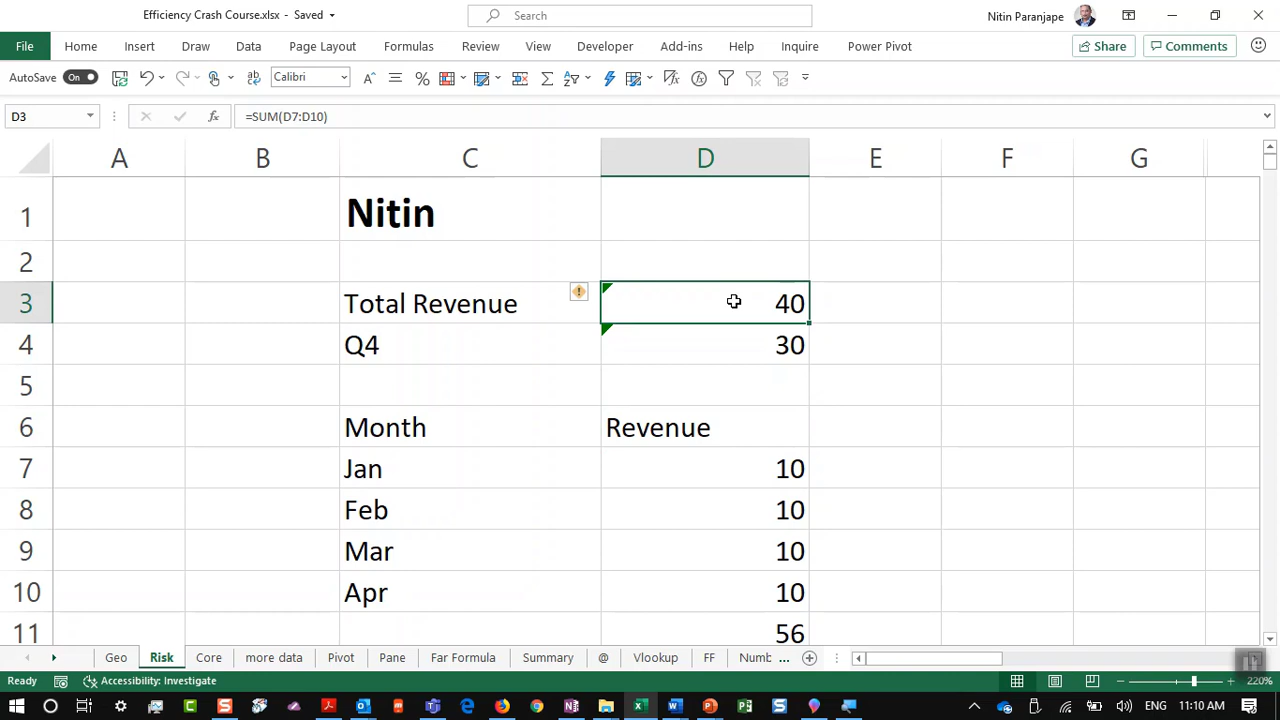 Efficiency Crash Course.xlsx - Saved
Search
Nitin Paranjape
File Home Insert Draw Data Page Layout Formulas Review View Developer Add-ins Help Inquire Power Pivot Share Comments
AutoSave On Calibri
D3 =SUM(D7:D10)
A B C D E F G
1 Nitin
2
3 Total Revenue 40
4 Q4 30
5
6 Month Revenue
7 Jan 10
8 Feb 10
9 Mar 10
10 Apr 10
11 56
Geo Risk Core more data Pivot Pane Far Formula Summary @ Vlookup FF Numb ...
Ready Accessibility: Investigate 220%
ENG 11:10 AM